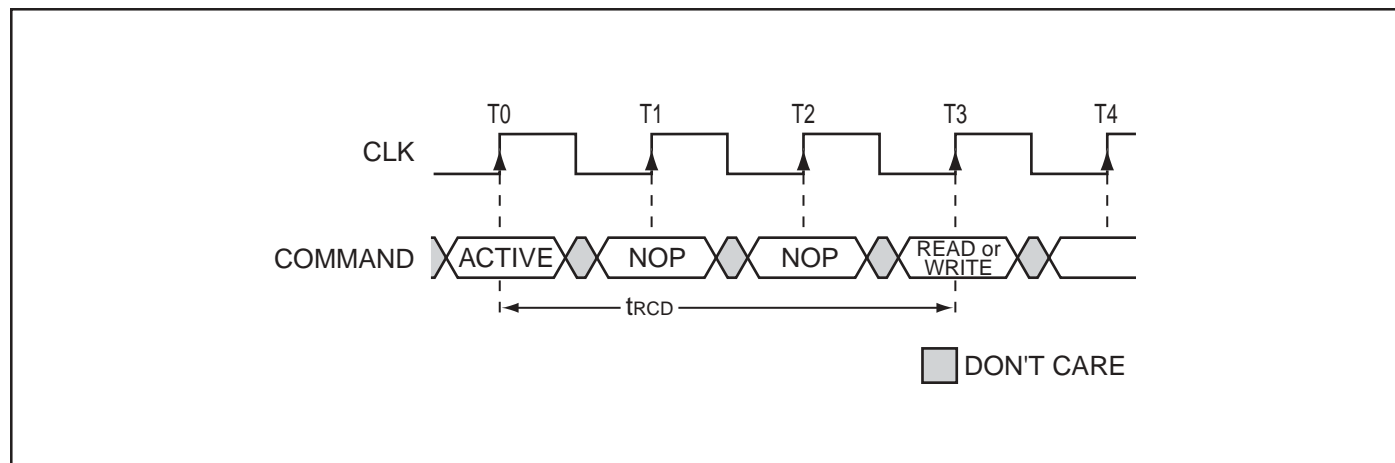 T0 T1 T2 T3 T4
CLK
COMMAND ACTIVE NOP NOP READ or
WRITE
tRCD
DON'T CARE